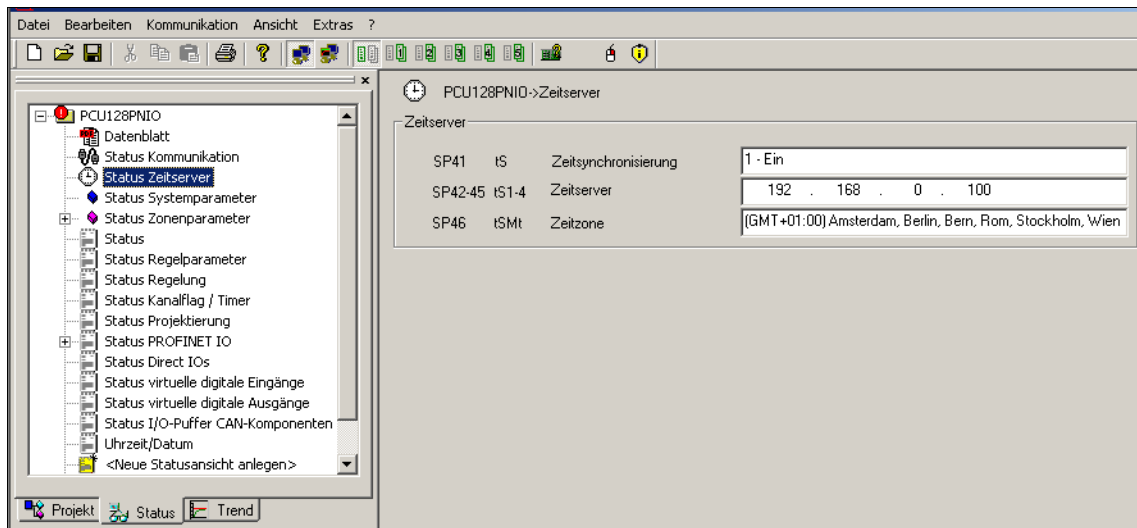 Datei Bearbeiten Kommunikation Ansicht Extras ?
PCU128PNIO
Datenblatt
Status Kommunikation
Status Zeitserver
Status Systemparameter
Status Zonenparameter
Status
Status Regelparameter
Status Regelung
Status Kanalflag / Timer
Status Projektierung
Status PROFINET IO
Status Direct IOs
Status virtuelle digitale Eingänge
Status virtuelle digitale Ausgänge
Status I/O-Puffer CAN-Komponenten
Uhrzeit/Datum
<Neue Statusansicht anlegen>
Projekt Status Trend
PCU128PNIO->Zeitserver
Zeitserver
SP41 tS Zeitsynchronisierung 1 - Ein
SP42-45 tS1-4 Zeitserver 192 . 168 . 0 . 100
SP46 tSMt Zeitzone (GMT+01:00) Amsterdam, Berlin, Bern, Rom, Stockholm, Wien